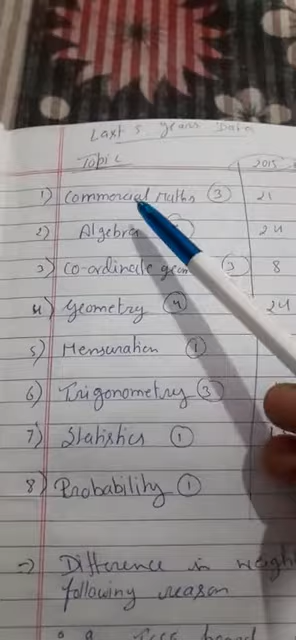 Last 5 years Data
Topic 2015
1) Commercial Maths (3) 21
2) Algebra 24
3) Co-ordinate geom (3) 8
4) Geometry (4) 24
5) Mensuration (1)
6) Trigonometry (3)
7) Statistics (1)
8) Probability (1)
=) Difference in weigh
following reason